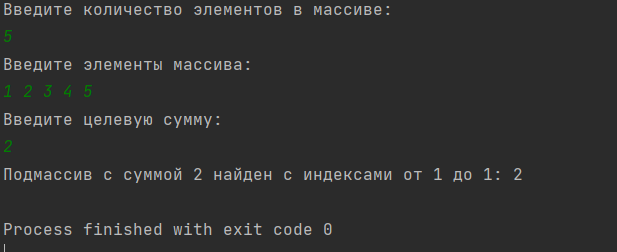 Введите количество элементов в массиве:
5
Введите элементы массива:
1 2 3 4 5
Введите целевую сумму:
2
Подмассив с суммой 2 найден с индексами от 1 до 1: 2
Process finished with exit code 0